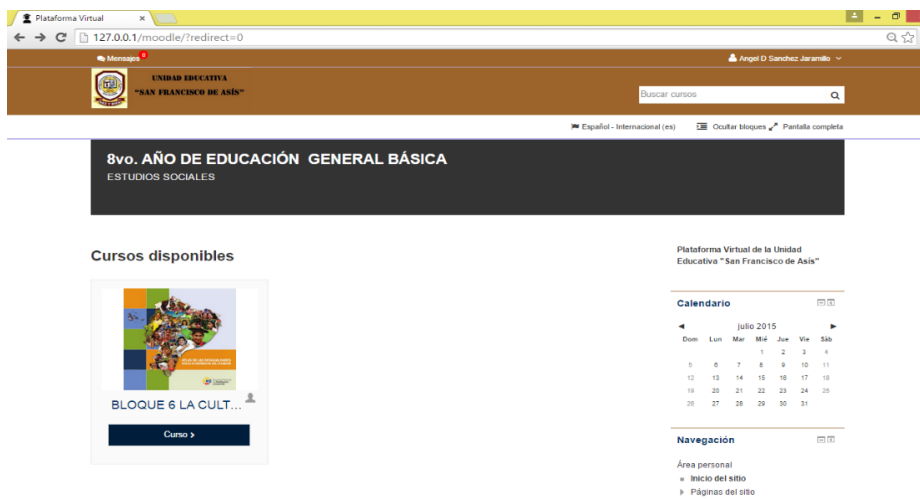 Plataforma Virtual
127.0.0.1/moodle/?redirect=0
Mensajes 0
Angel D Sanchez Jaramillo
UNIDAD EDUCATIVA
"SAN FRANCISCO DE ASÍS"
Buscar cursos
Español - Internacional (es) Ocultar bloques Pantalla completa
8vo. AÑO DE EDUCACIÓN GENERAL BÁSICA
ESTUDIOS SOCIALES
Cursos disponibles
BLOQUE 6 LA CULT...
Curso
Plataforma Virtual de la Unidad
Educativa "San Francisco de Asís"
Calendario
julio 2015
Dom Lun Mar Mié Jue Vie Sáb
1 2 3 4
5 6 7 8 9 10 11
12 13 14 15 16 17 18
19 20 21 22 23 24 25
26 27 28 29 30 31
Navegación
Área personal
Inicio del sitio
Páginas del sitio